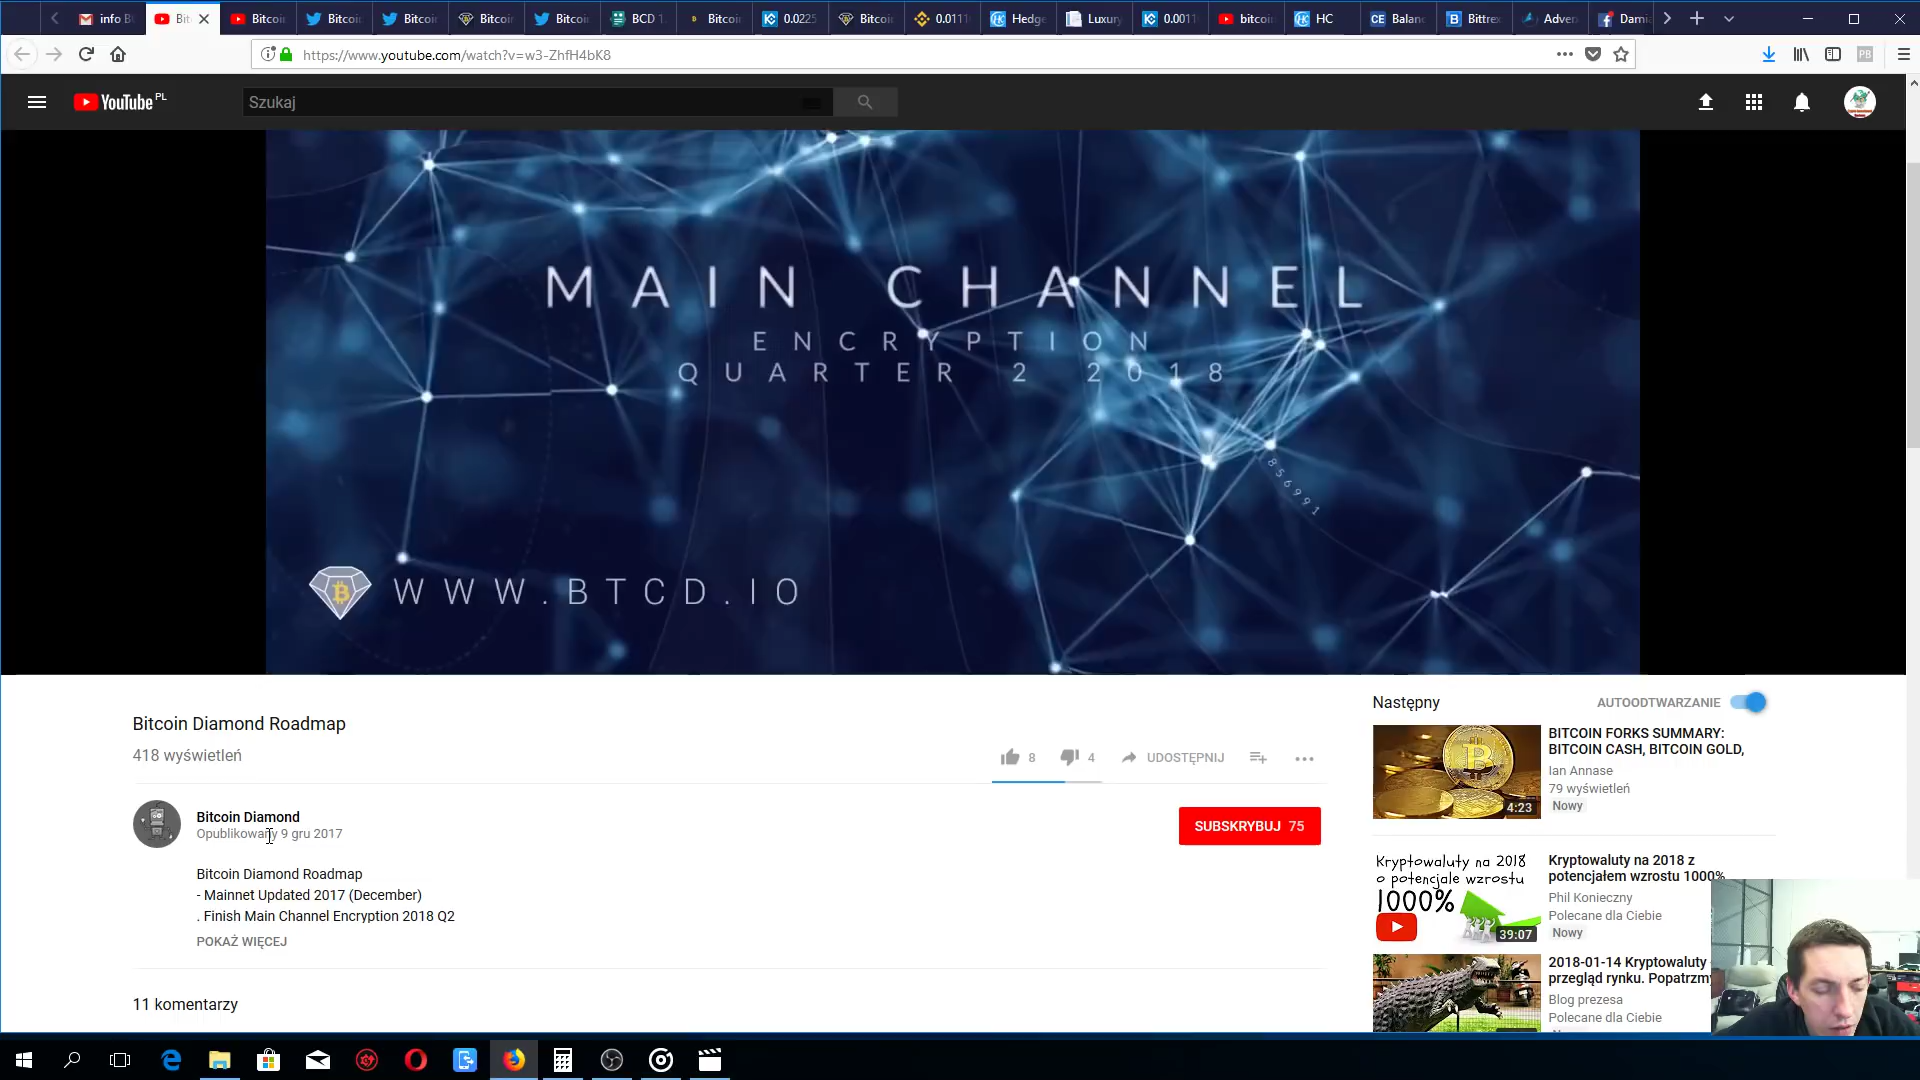 info B
Bit
Bitcoin
Bitcoin
Bitcoin
Bitcoin
Bitcoin
BCD 1.
Bitcoin
0.0225
Bitcoin
0.0111
Hedge
Luxury
0.0011
bitcoin
HC
Balanc
Bittrex
Adver
Damia
https://www.youtube.com/watch?v=w3-ZhfH4bK8
YouTube PL
Szukaj
MAIN CHANNEL
ENCRYPTION
QUARTER 2 2018
856991
WWW.BTCD.IO
Bitcoin Diamond Roadmap
418 wyświetleń
8
4
UDOSTĘPNIJ
Bitcoin Diamond
Opublikowany 9 gru 2017
SUBSKRYBUJ 75
Bitcoin Diamond Roadmap
- Mainnet Updated 2017 (December)
. Finish Main Channel Encryption 2018 Q2
POKAŻ WIĘCEJ
11 komentarzy
Następny
AUTOODTWARZANIE
BITCOIN FORKS SUMMARY:
BITCOIN CASH, BITCOIN GOLD,
Ian Annase
79 wyświetleń
Nowy
4:23
Kryptowaluty na 2018
o potencjale wzrostu
1000%
39:07
Kryptowaluty na 2018 z
potencjałem wzrostu 1000%
Phil Konieczny
Polecane dla Ciebie
Nowy
2018-01-14 Kryptowaluty -
przegląd rynku. Popatrzmy
Blog prezesa
Polecane dla Ciebie